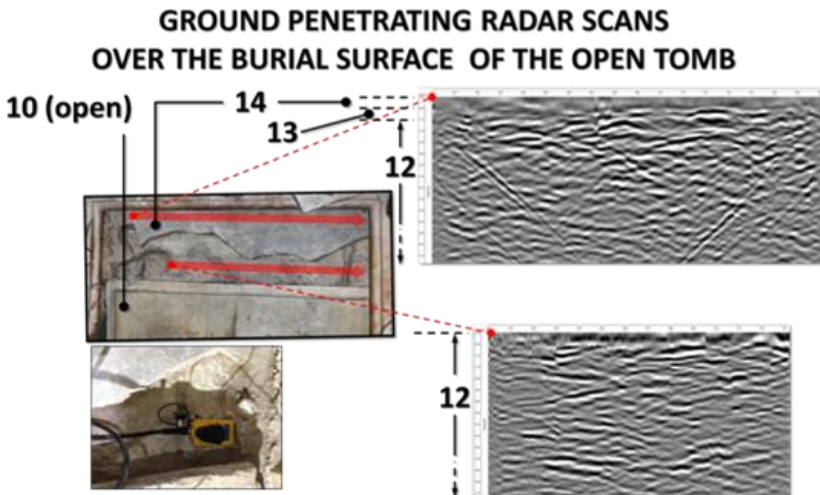 GROUND PENETRATING RADAR SCANS
OVER THE BURIAL SURFACE OF THE OPEN TOMB
10 (open)
14
13
12
12